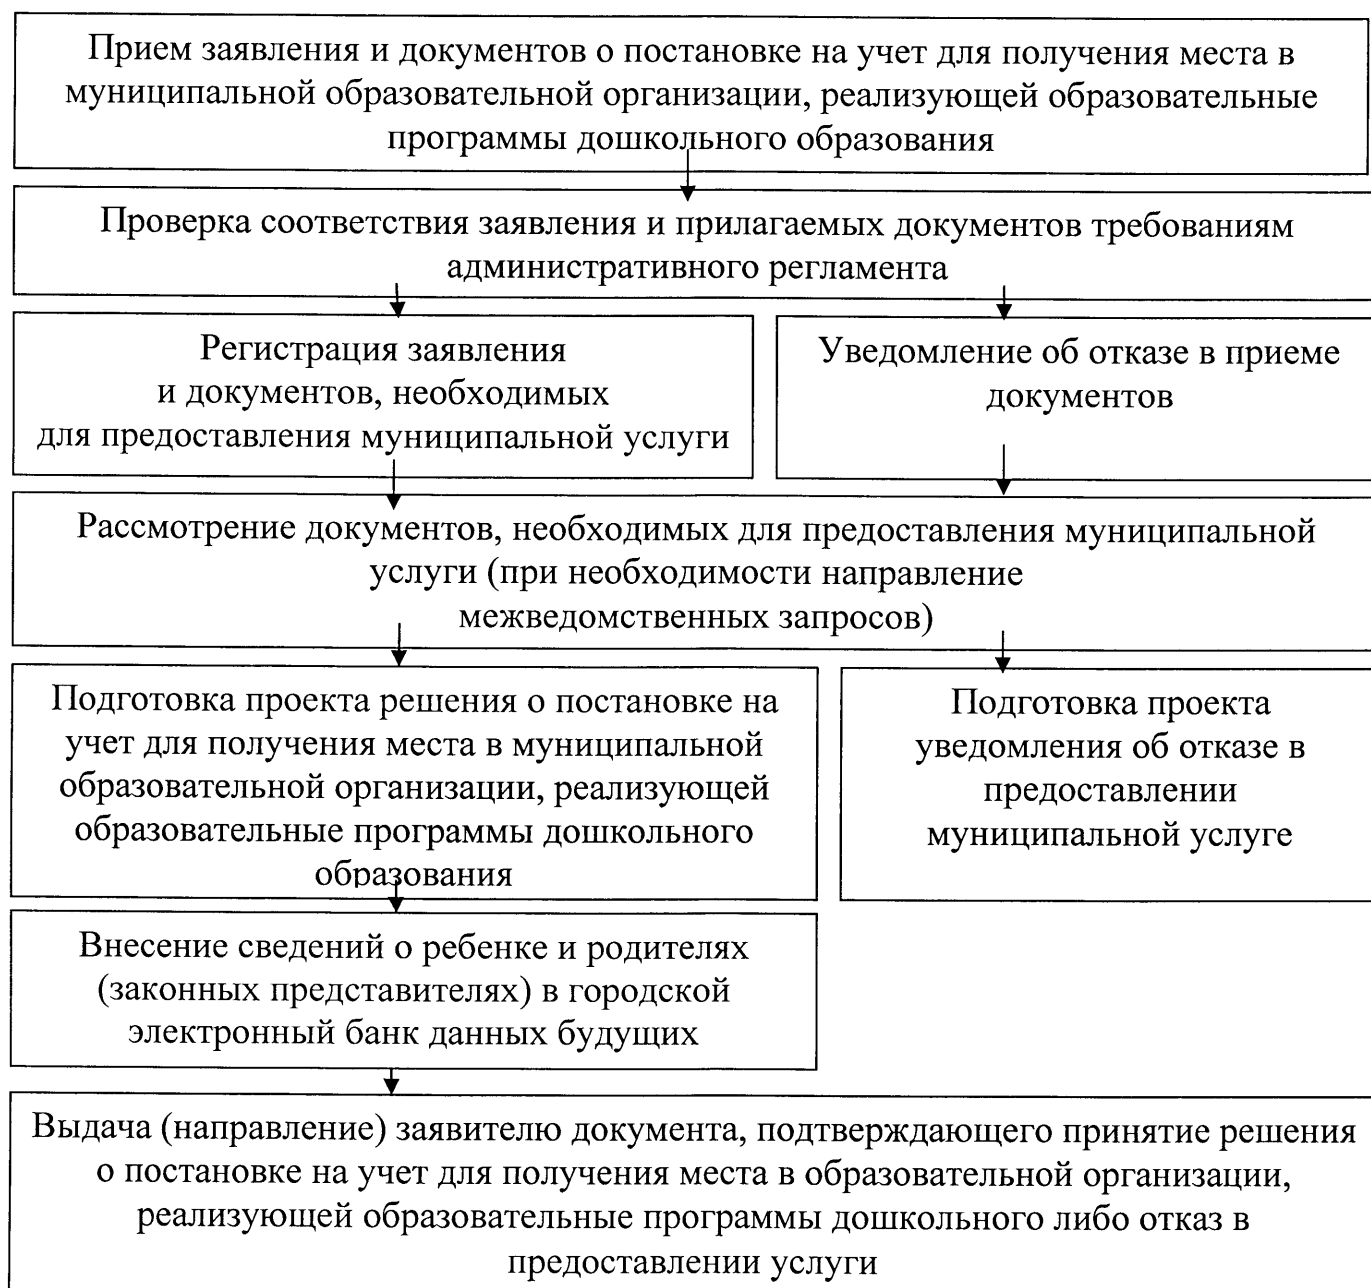 Прием заявления и документов о постановке на учет для получения места в
муниципальной образовательной организации, реализующей образовательные
программы дошкольного образования
Проверка соответствия заявления и прилагаемых документов требованиям
административного регламента
Регистрация заявления
и документов, необходимых
для предоставления муниципальной услуги
Уведомление об отказе в приеме
документов
Рассмотрение документов, необходимых для предоставления муниципальной
услуги (при необходимости направление
межведомственных запросов)
Подготовка проекта решения о постановке на
учет для получения места в муниципальной
образовательной организации, реализующей
образовательные программы дошкольного
образования
Подготовка проекта
уведомления об отказе в
предоставлении
муниципальной услуге
Внесение сведений о ребенке и родителях
(законных представителях) в городской
электронный банк данных будущих
Выдача (направление) заявителю документа, подтверждающего принятие решения
о постановке на учет для получения места в образовательной организации,
реализующей образовательные программы дошкольного либо отказ в
предоставлении услуги